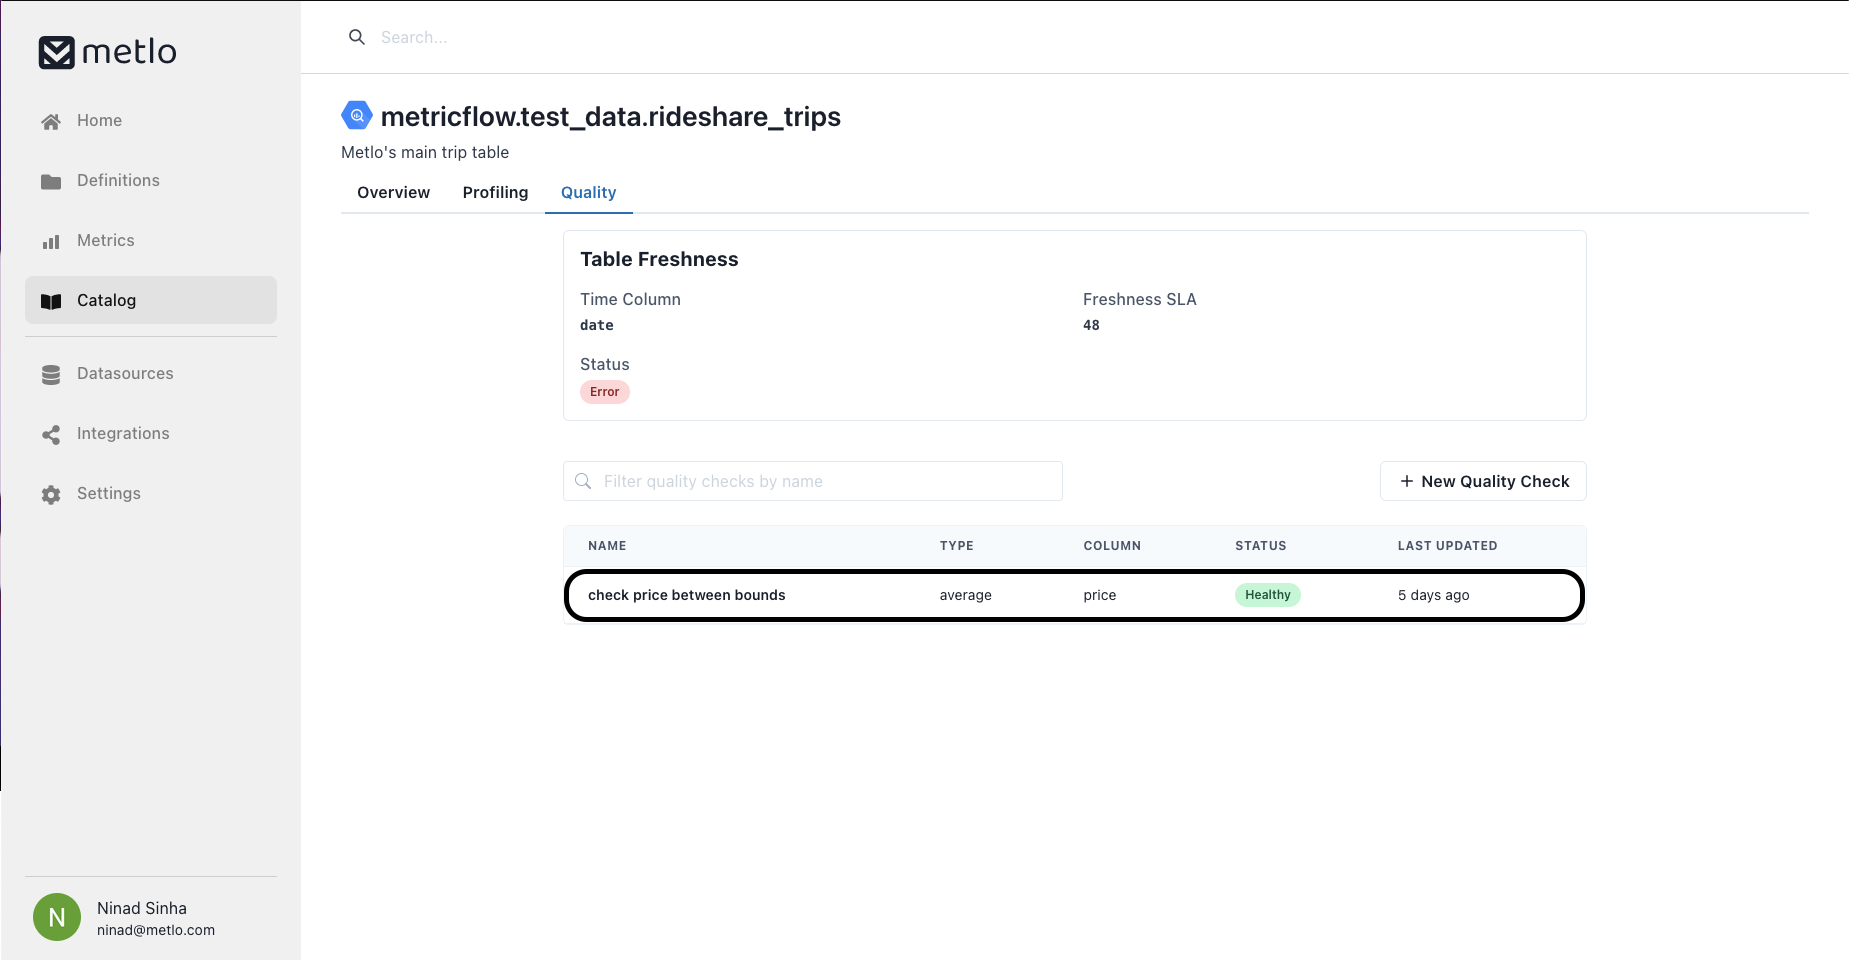 metlo
Home
Definitions
Metrics
Catalog
Datasources
Integrations
Settings
N
Ninad Sinha
ninad@metlo.com
Search...
metricflow.test_data.rideshare_trips
Metlo's main trip table
Overview Profiling Quality
Table Freshness
Time Column Freshness SLA
date 48
Status
Error
Filter quality checks by name + New Quality Check
NAME TYPE COLUMN STATUS LAST UPDATED
check price between bounds average price Healthy 5 days ago